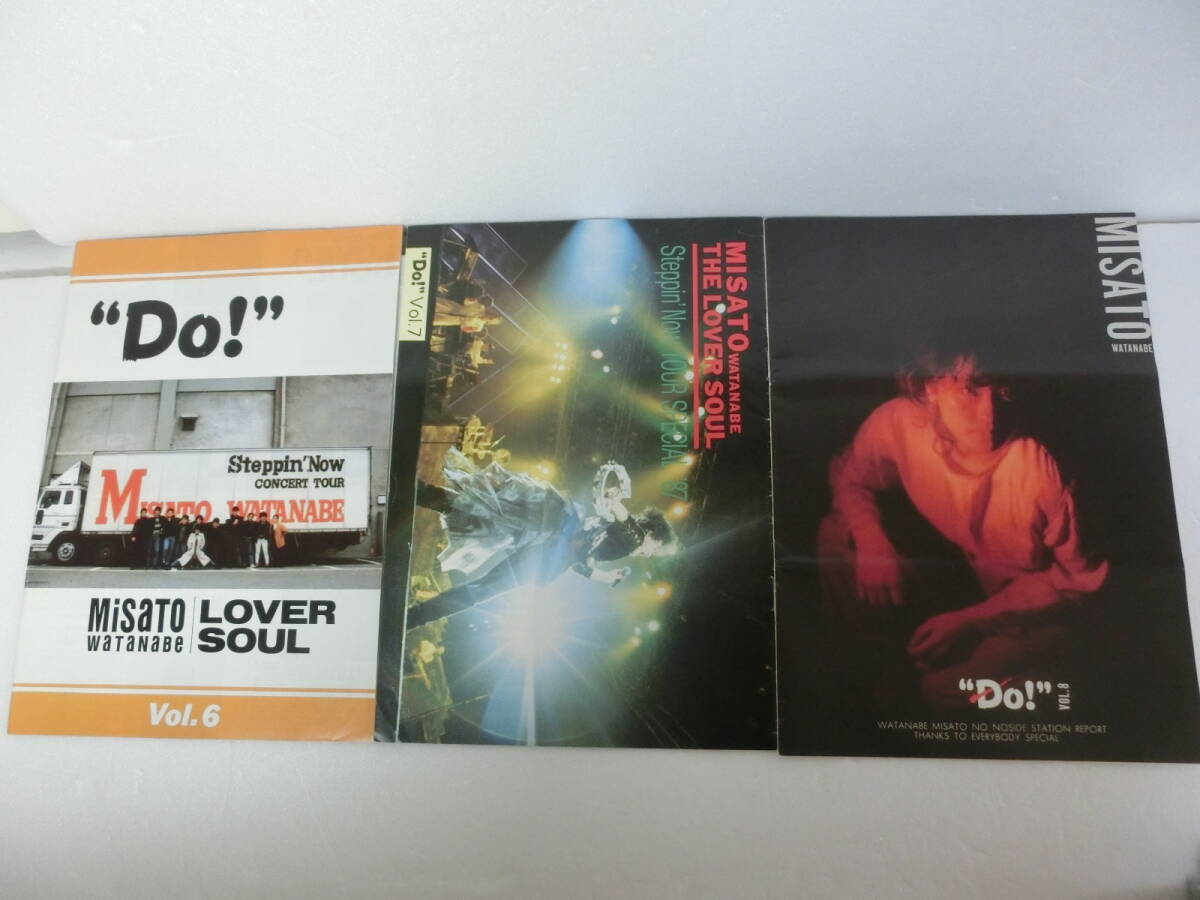 “Do!”
Steppin'Now
CONCERT TOUR
MISATO WATANABE
MiSaTO
WaTaNaBe
LOVER
SOUL
Vol.6
“Do!” Vol.7
MISATO WATANABE
THE LOVER SOUL
Steppin' Now TOUR SPECIAL '87
MISATO
WATANABE
“Do!” VOL.8
WATANABE MISATO NO NOSIDE STATION REPORT
THANKS TO EVERYBODY SPECIAL